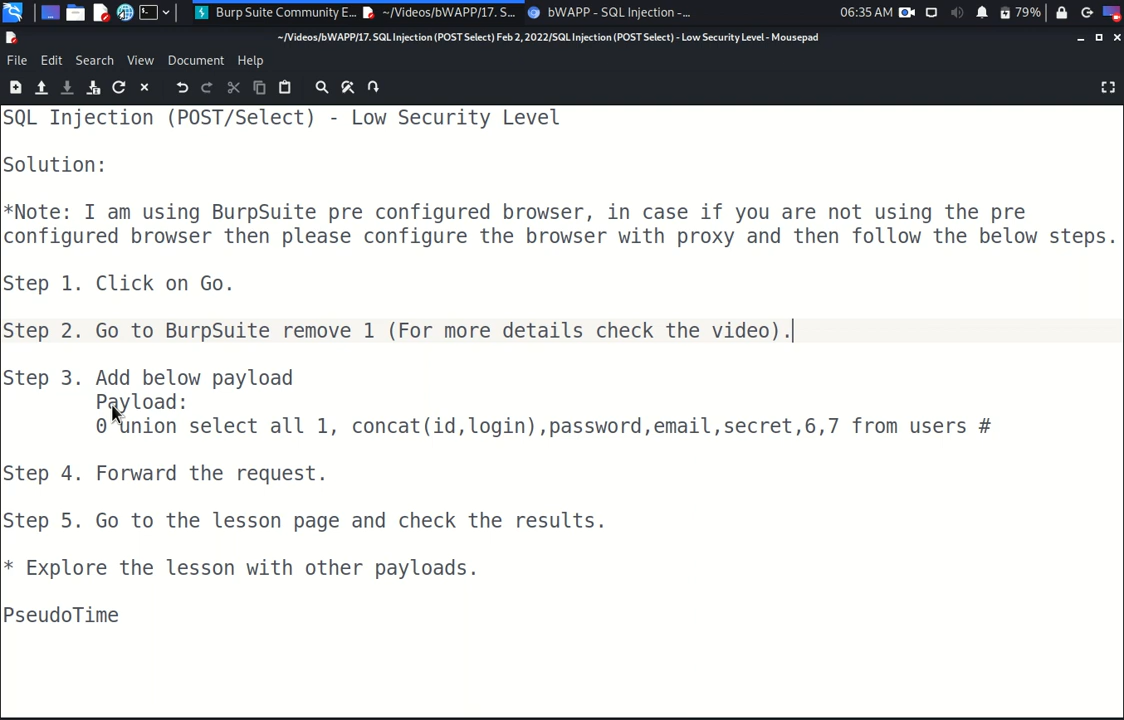 Burp Suite Community E... ~/Videos/bWAPP/17. S... bWAPP - SQL Injection -... 06:35 AM 79%
~/Videos/bWAPP/17. SQL Injection (POST Select) Feb 2, 2022/SQL Injection (POST Select) - Low Security Level - Mousepad
File Edit Search View Document Help
SQL Injection (POST/Select) - Low Security Level
Solution:
*Note: I am using BurpSuite pre configured browser, in case if you are not using the pre
configured browser then please configure the browser with proxy and then follow the below steps.
Step 1. Click on Go.
Step 2. Go to BurpSuite remove 1 (For more details check the video).
Step 3. Add below payload
Payload:
0 union select all 1, concat(id,login),password,email,secret,6,7 from users #
Step 4. Forward the request.
Step 5. Go to the lesson page and check the results.
* Explore the lesson with other payloads.
PseudoTime